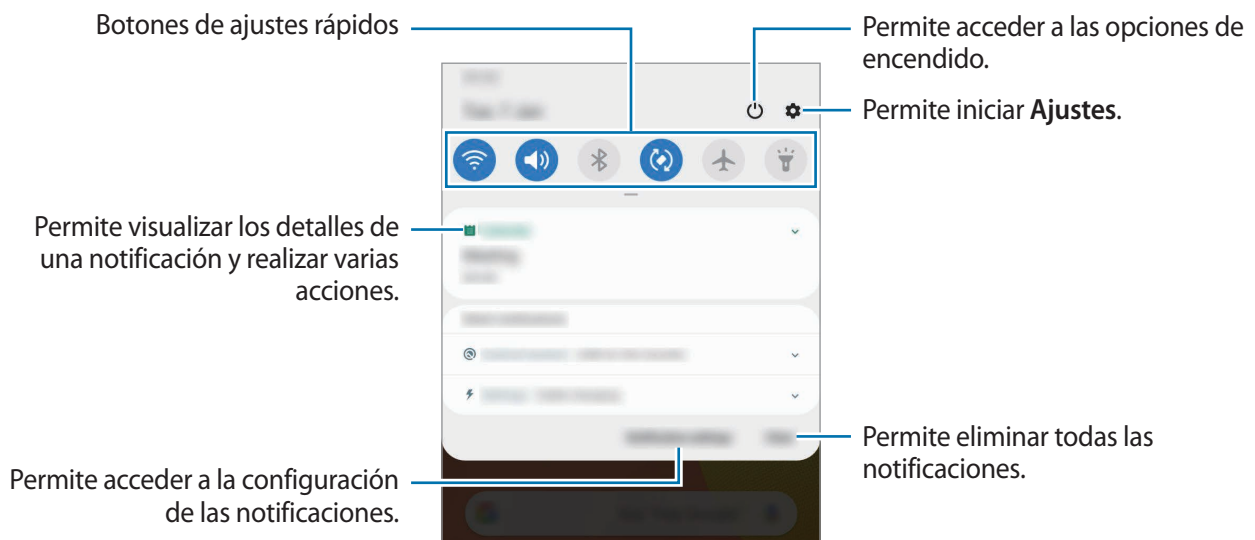 Botones de ajustes rápidos
Permite acceder a las opciones de
encendido.
Permite iniciar Ajustes.
Permite visualizar los detalles de
una notificación y realizar varias
acciones.
Permite eliminar todas las
notificaciones.
Permite acceder a la configuración
de las notificaciones.